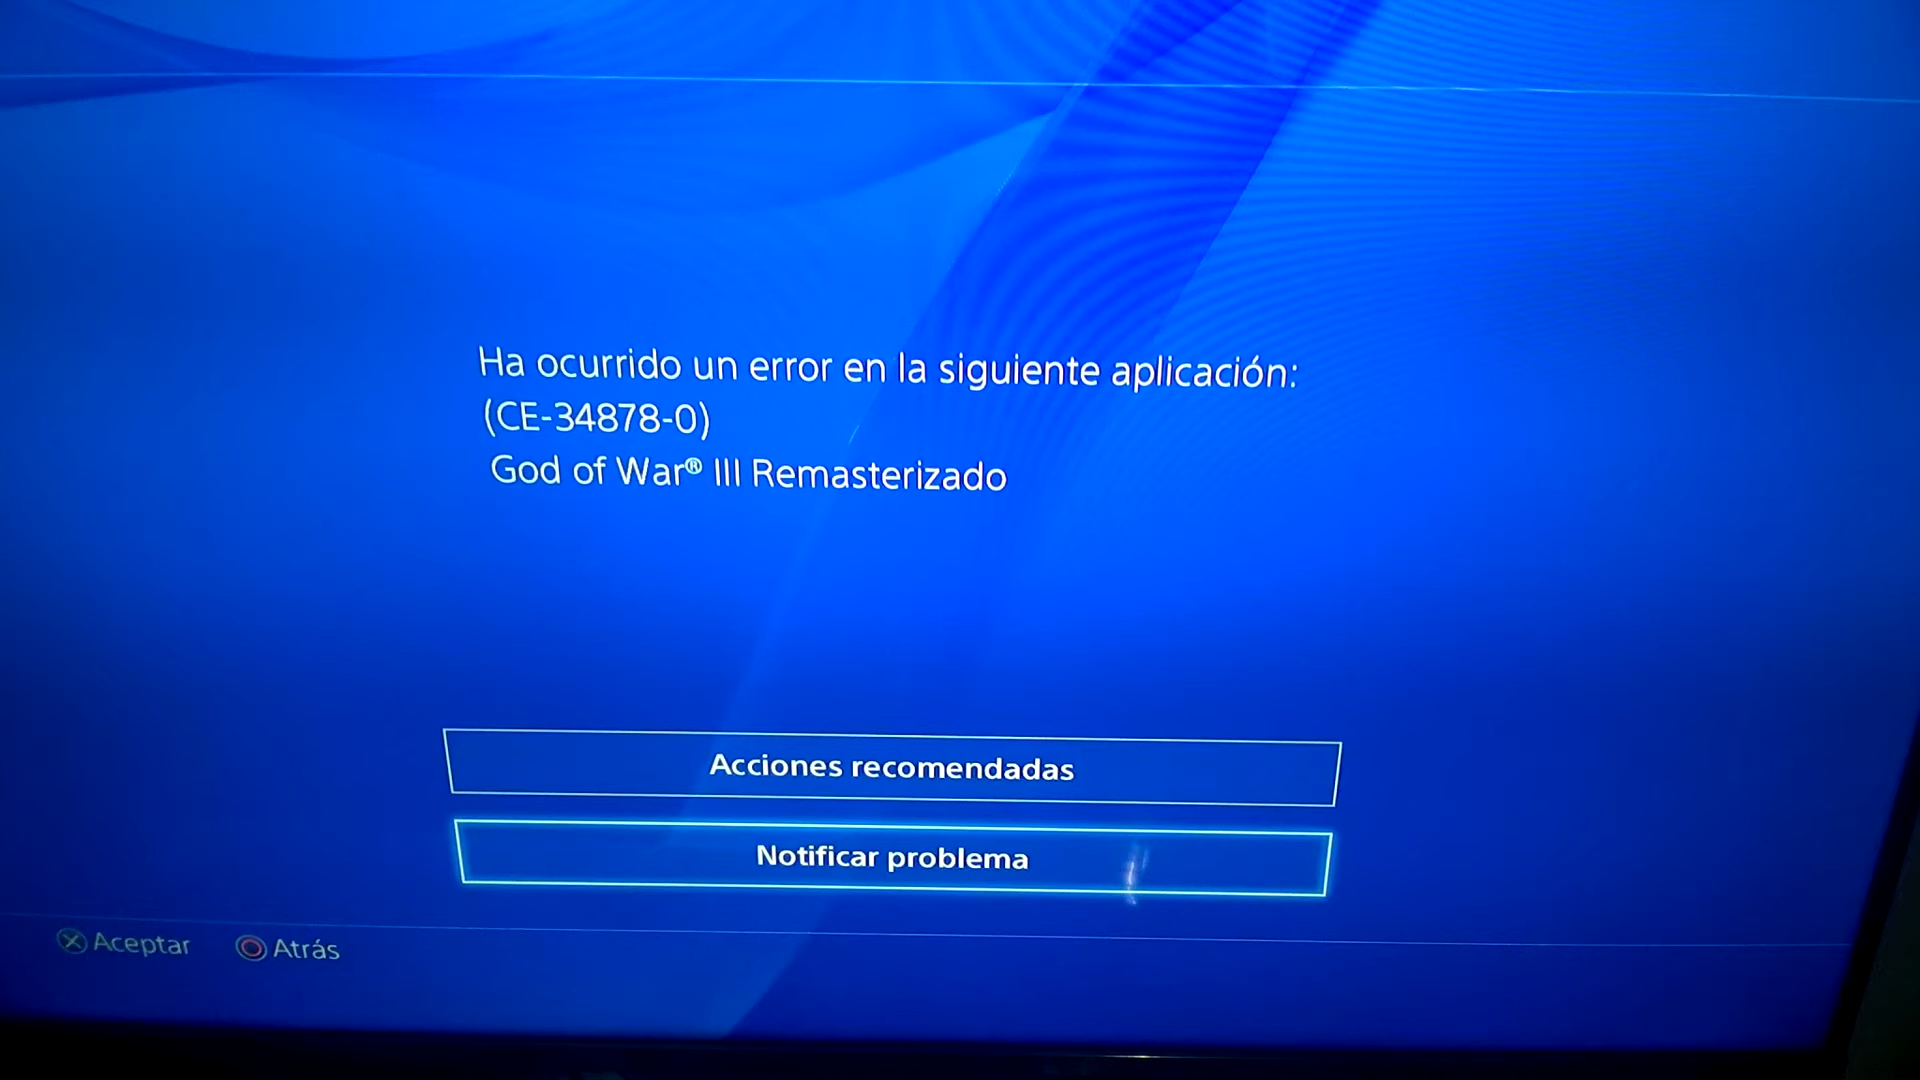 Ha ocurrido un error en la siguiente aplicación:
(CE-34878-0)
God of War® III Remasterizado
Acciones recomendadas
Notificar problema
Aceptar Atrás